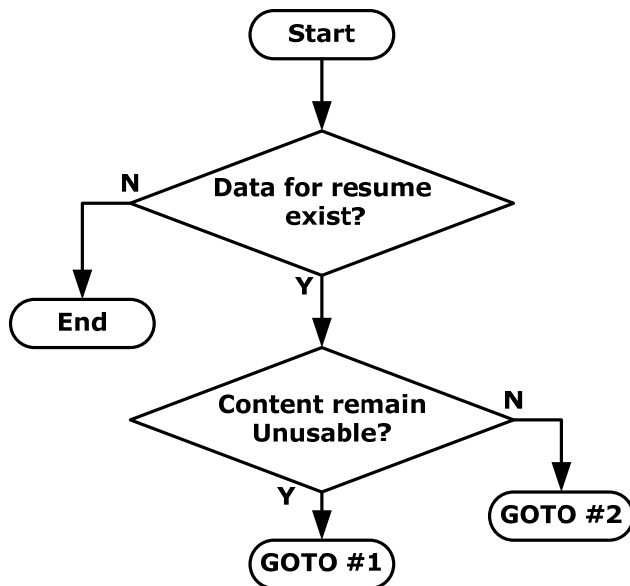 Start
N
Data for resume
exist?
Y
End
Content remain
Unusable?
N
Y
GOTO #2
GOTO #1